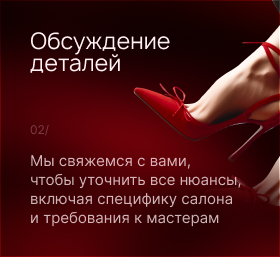 Обсуждение
деталей
02/
Мы свяжемся с вами,
чтобы уточнить все нюансы,
включая специфику салона
и требования к мастерам